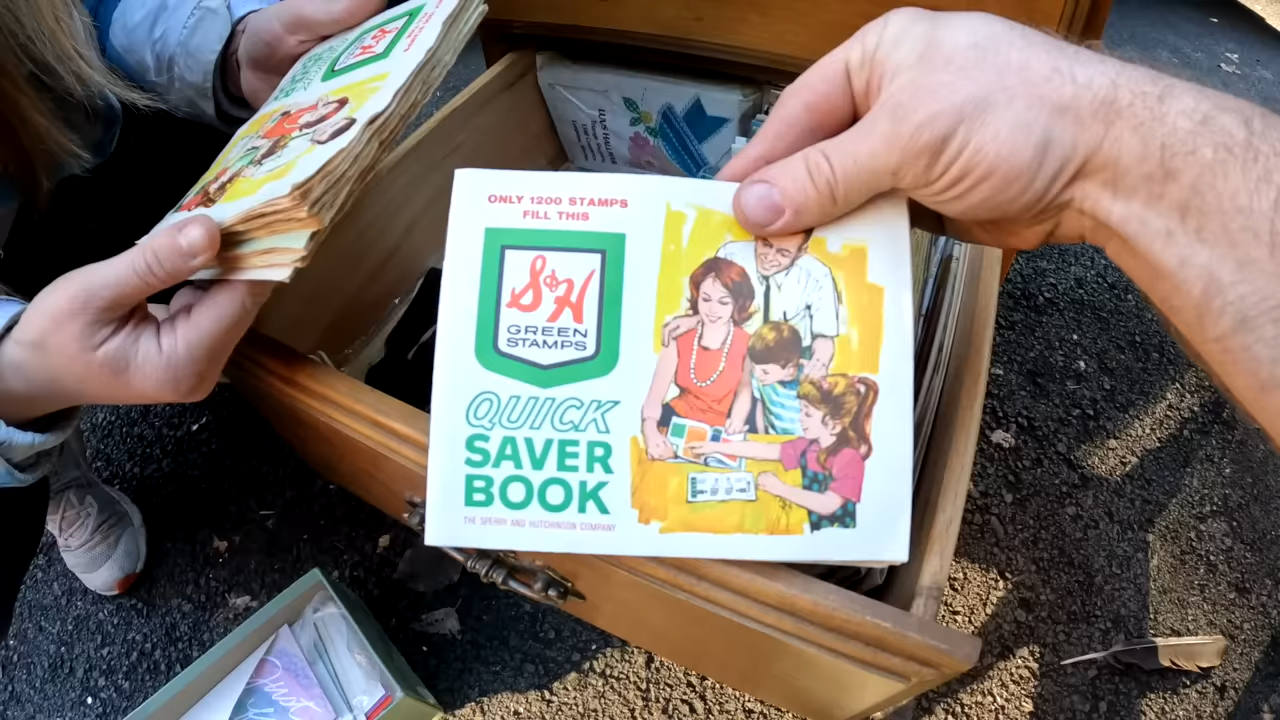 ONLY 1200 STAMPS
FILL THIS
S&H
GREEN
STAMPS
QUICK
SAVER
BOOK
THE SPERRY AND HUTCHINSON COMPANY
S&H